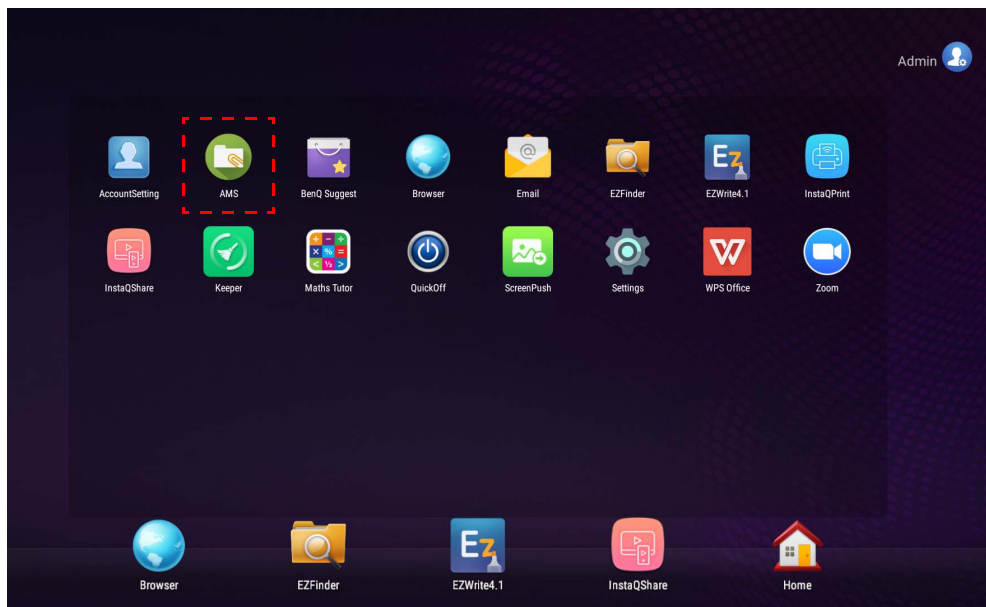 Admin
AccountSetting AMS BenQ Suggest Browser Email EZFinder EZWrite4.1 InstaQPrint
InstaQShare Keeper Maths Tutor QuickOff ScreenPush Settings WPS Office Zoom
Browser EZFinder EZWrite4.1 InstaQShare Home